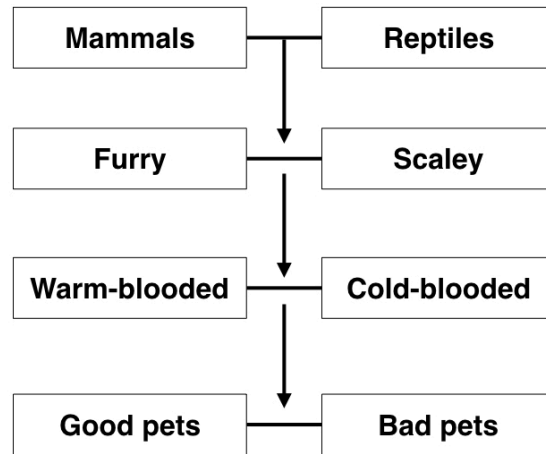 Mammals
Reptiles
Furry
Scaley
Warm-blooded
Cold-blooded
Good pets
Bad pets